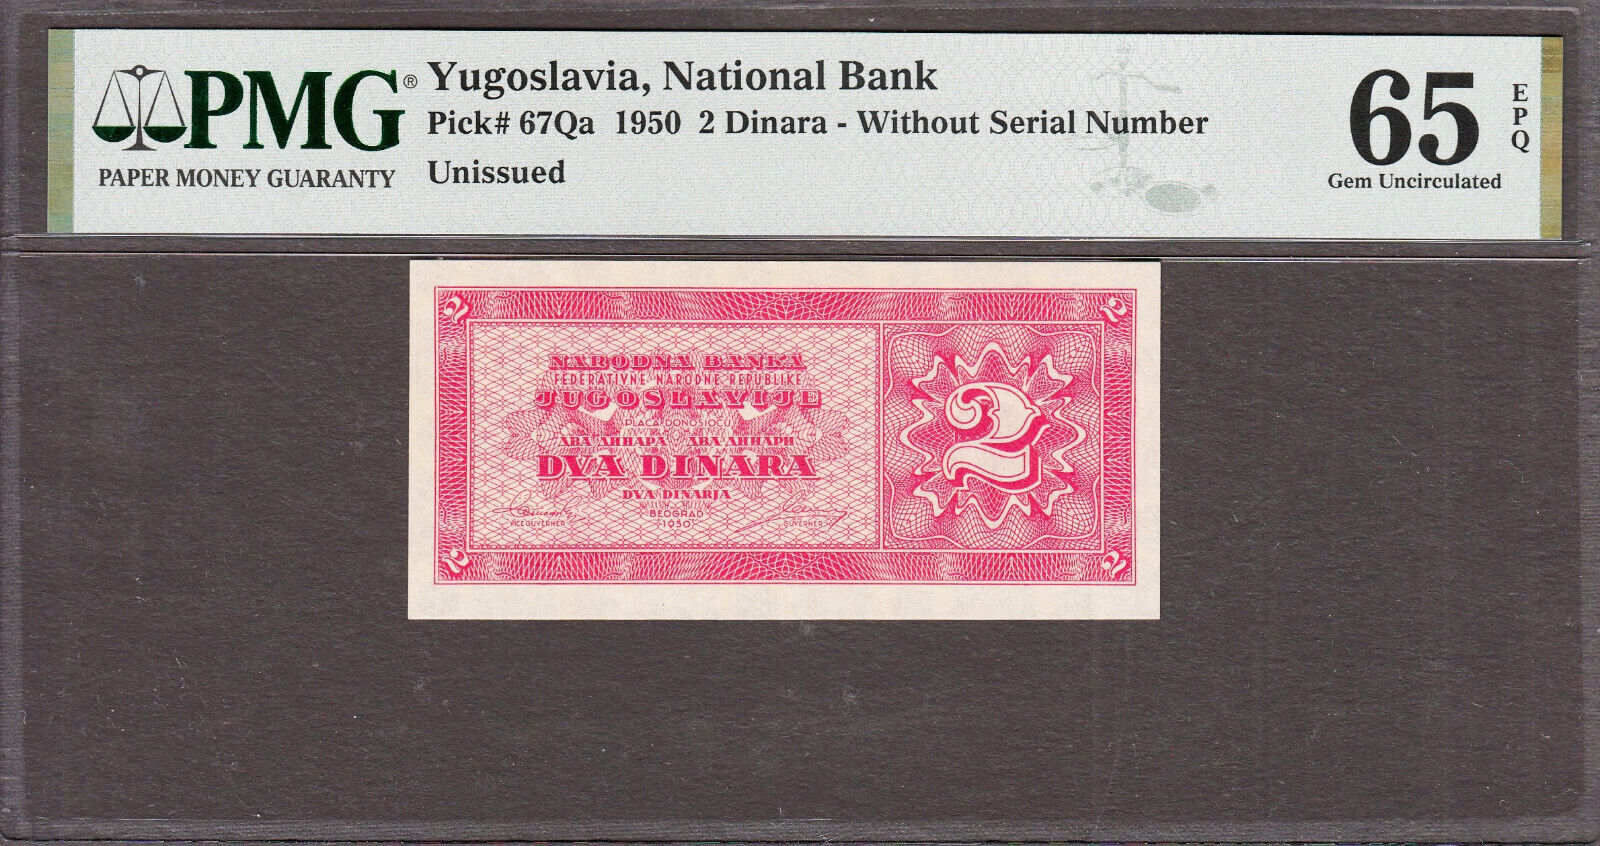 PMG®
PAPER MONEY GUARANTY
Yugoslavia, National Bank
Pick# 67Qa 1950 2 Dinara - Without Serial Number
Unissued
65
EPQ
Gem Uncirculated
2 2
NARODNA BANKA
FEDERATIVNE NARODNE REPUBLIKE
JUGOSLAVIJE
PLAĆA DONOSIOCU
ДВА ДИНАРА ДВА ДИНАРИ
DVA DINARA
DVA DINARJA
BEOGRAD
1950
VICEGUVERNER
GUVERNER
2
2 2